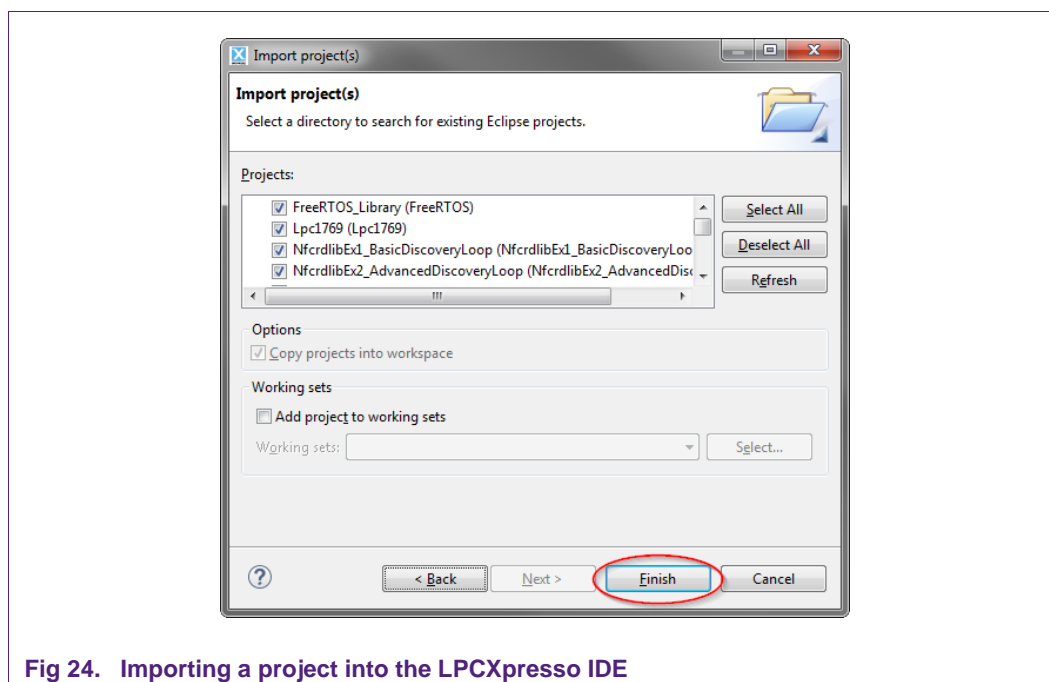 Import project(s)
Import project(s)
Select a directory to search for existing Eclipse projects.
Projects:
FreeRTOS_Library (FreeRTOS)
Lpc1769 (Lpc1769)
NfcrdlibEx1_BasicDiscoveryLoop (NfcrdlibEx1_BasicDiscoveryLoo
NfcrdlibEx2_AdvancedDiscoveryLoop (NfcrdlibEx2_AdvancedDisc
Select All
Deselect All
Refresh
Options
Copy projects into workspace
Working sets
Add project to working sets
Working sets:
Select...
< Back
Next >
Finish
Cancel
Fig 24. Importing a project into the LPCXpresso IDE